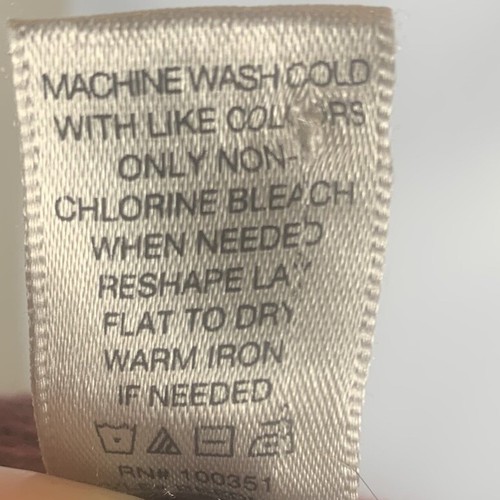 MACHINE WASH COLD
WITH LIKE COLORS
ONLY NON-
CHLORINE BLEACH
WHEN NEEDED
RESHAPE LAY
FLAT TO DRY
WARM IRON
IF NEEDED
RN# 100351